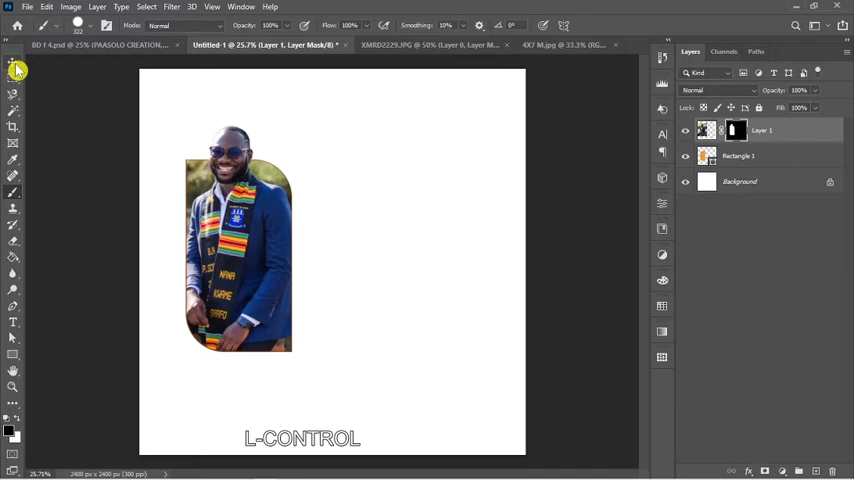 File Edit Image Layer Type Select Filter 3D View Window Help
322 Mode: Normal Opacity: 100% Flow: 100% Smoothing: 10% 0°
BD f 4.psd @ 25% (PAASOLO CREATION, ... × Untitled-1 @ 25.7% (Layer 1, Layer Mask/8) * × XMRD2229.JPG @ 50% (Layer 0, Layer M... × 4X7 M.jpg @ 33.3% (RG... ×
Layers Channels Paths
Kind
Normal Opacity: 100%
Lock: Fill: 100%
Layer 1
Rectangle 1
Background
B.A
NANA
KWAME
L-CONTROL
25.71% 2400 px x 2400 px (300 ppi)